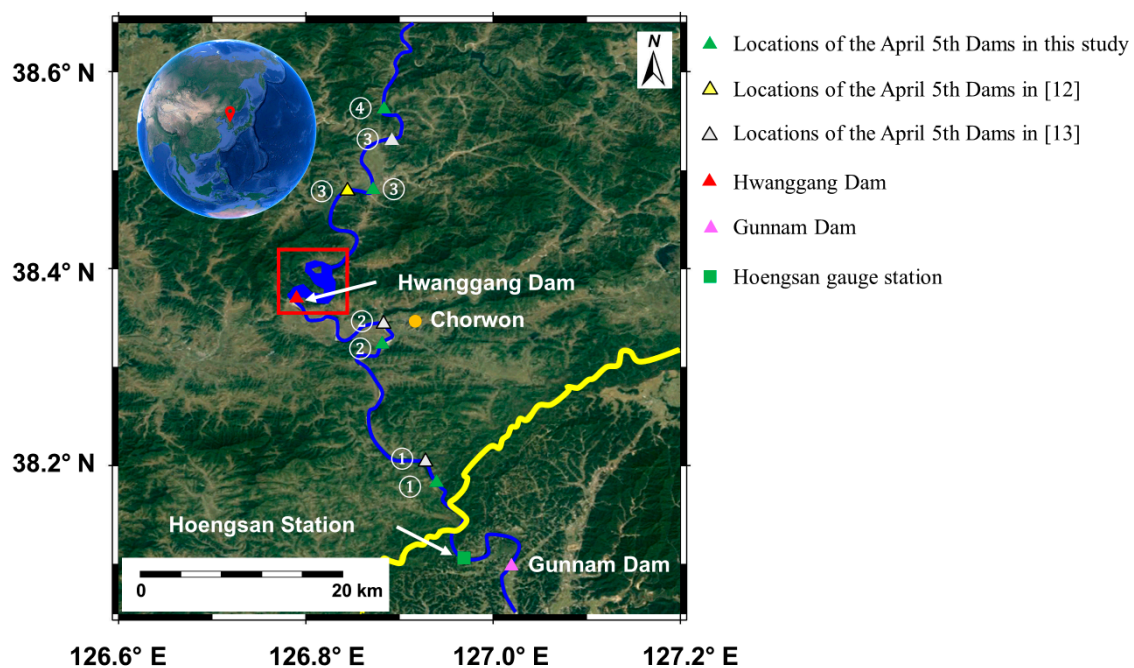 N
38.6° N
38.4° N
38.2° N
④
③
③
③
Hwanggang Dam
②
Chorwon
②
①
①
Hoengsan Station
Gunnam Dam
0
20 km
126.6° E
126.8° E
127.0° E
127.2° E
Locations of the April 5th Dams in this study
Locations of the April 5th Dams in [12]
Locations of the April 5th Dams in [13]
Hwanggang Dam
Gunnam Dam
Hoengsan gauge station